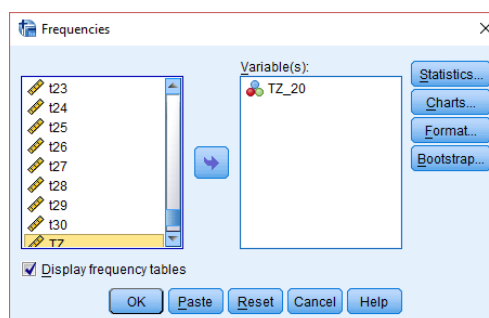 Frequencies
Variable(s):
t23
t24
t25
t26
t27
t28
t29
t30
TZ
TZ_20
Statistics...
Charts...
Format...
Bootstrap...
Display frequency tables
OK Paste Reset Cancel Help